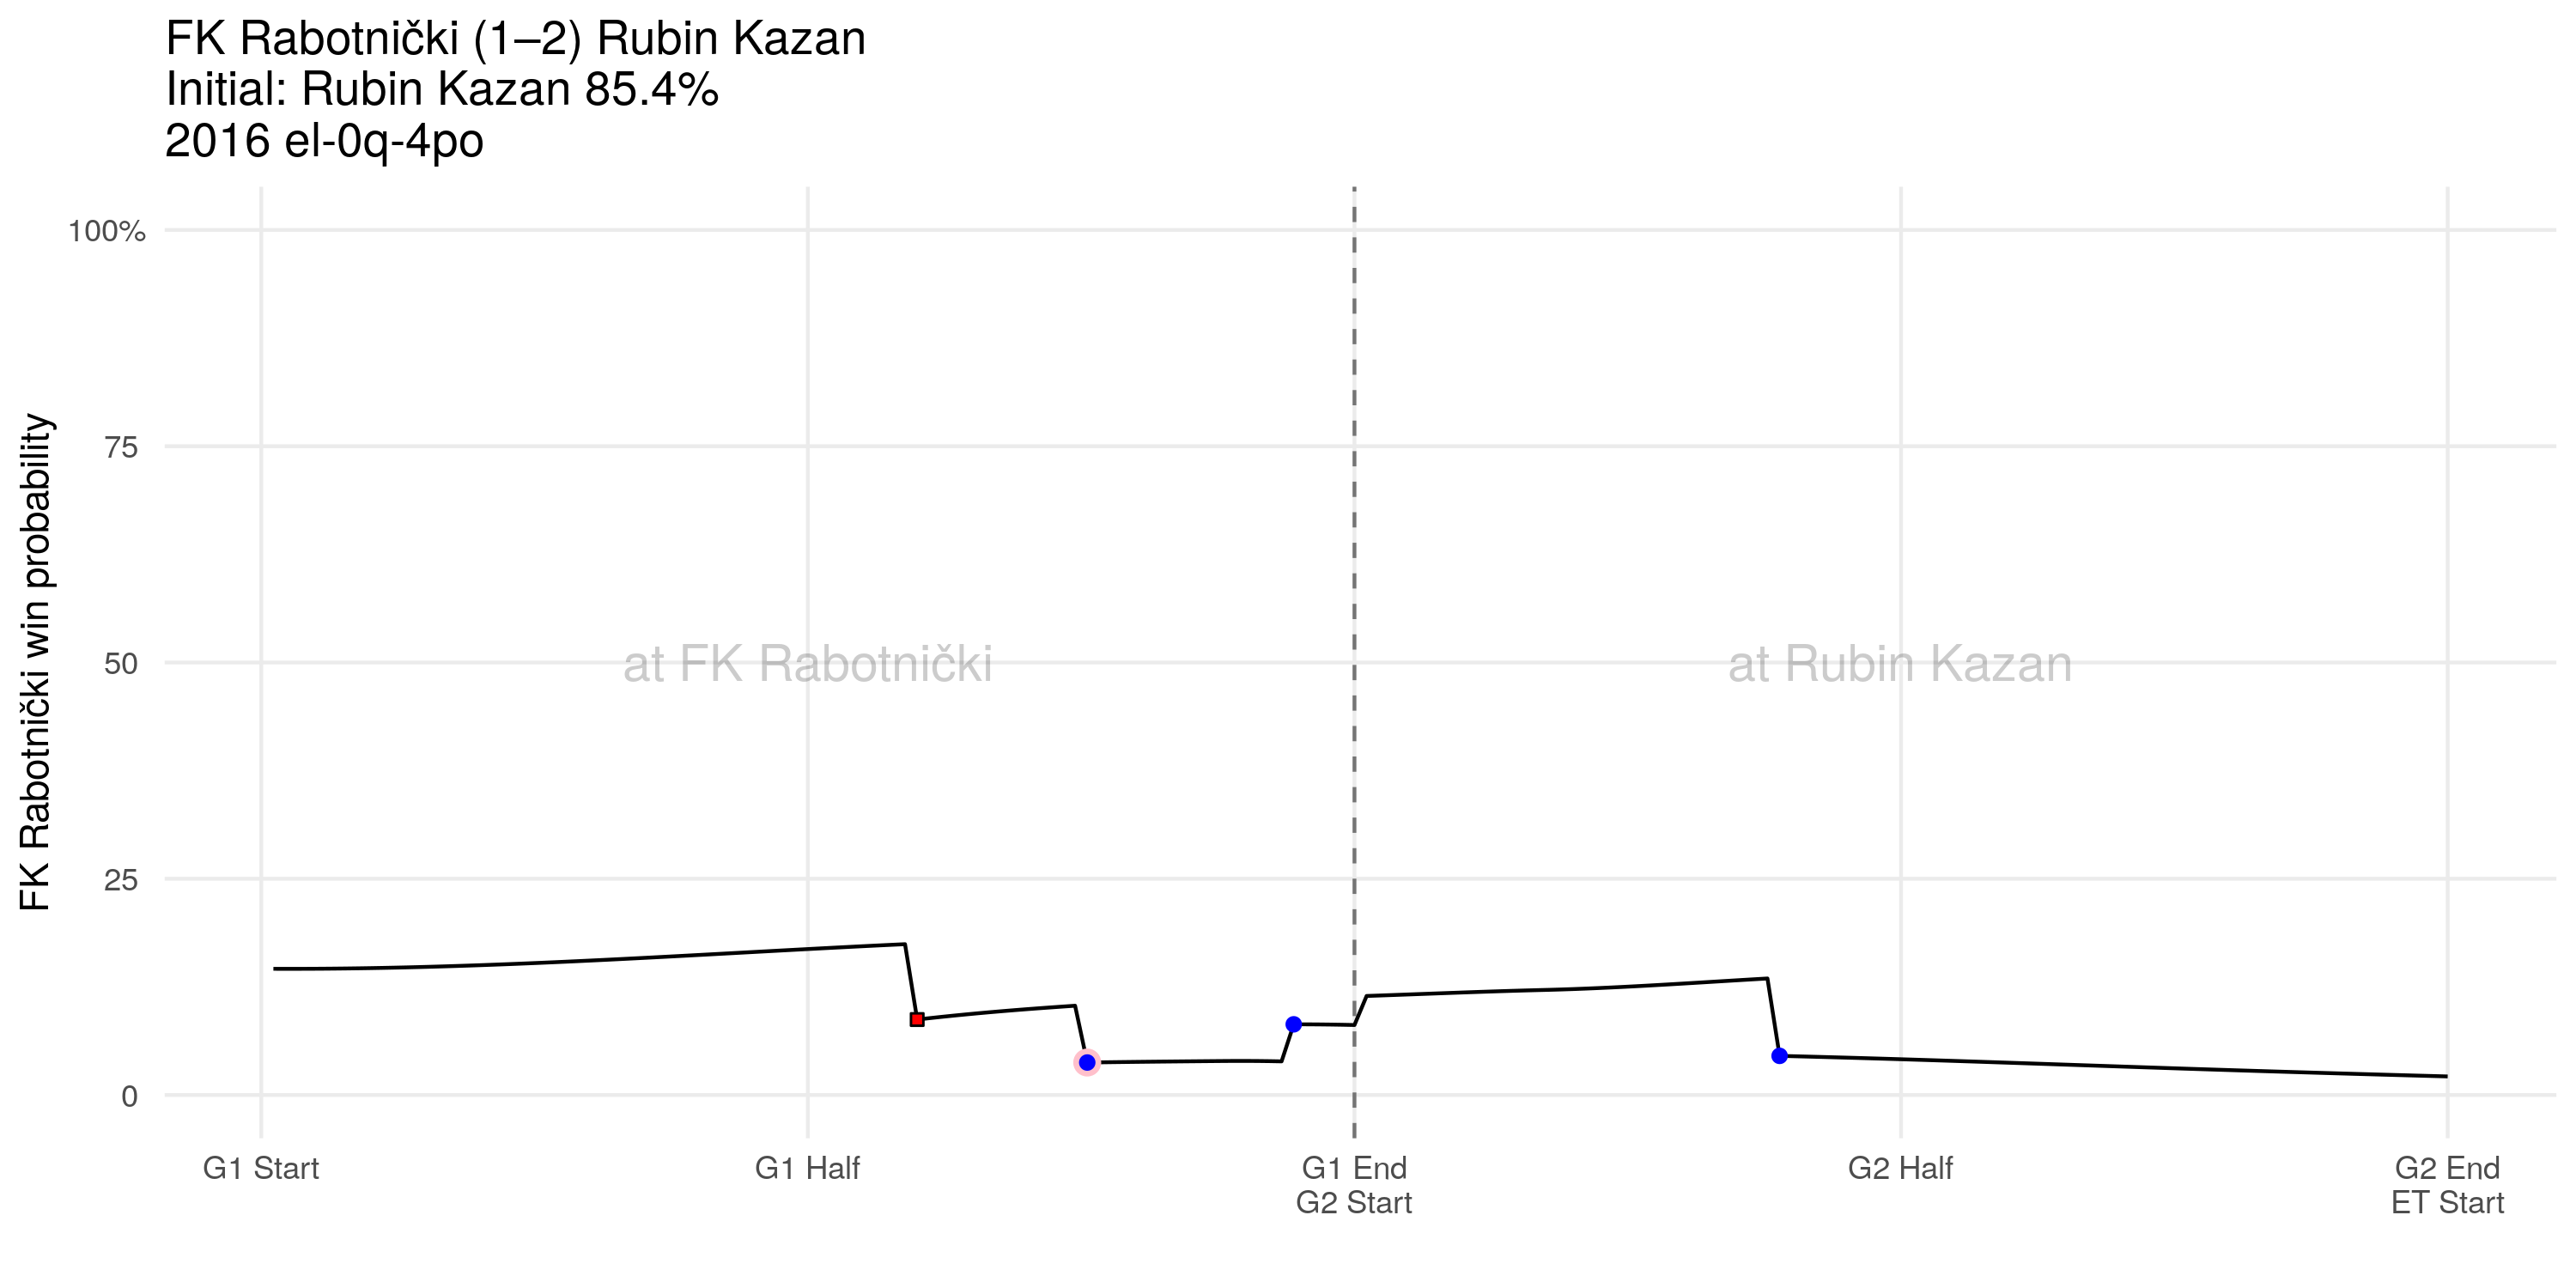 FK Rabotnički (1–2) Rubin Kazan
Initial: Rubin Kazan 85.4%
2016 el-0q-4po
FK Rabotnički win probability
100%
75
50
25
0
at FK Rabotnički
at Rubin Kazan
G1 Start
G1 Half
G1 End
G2 Start
G2 Half
G2 End
ET Start